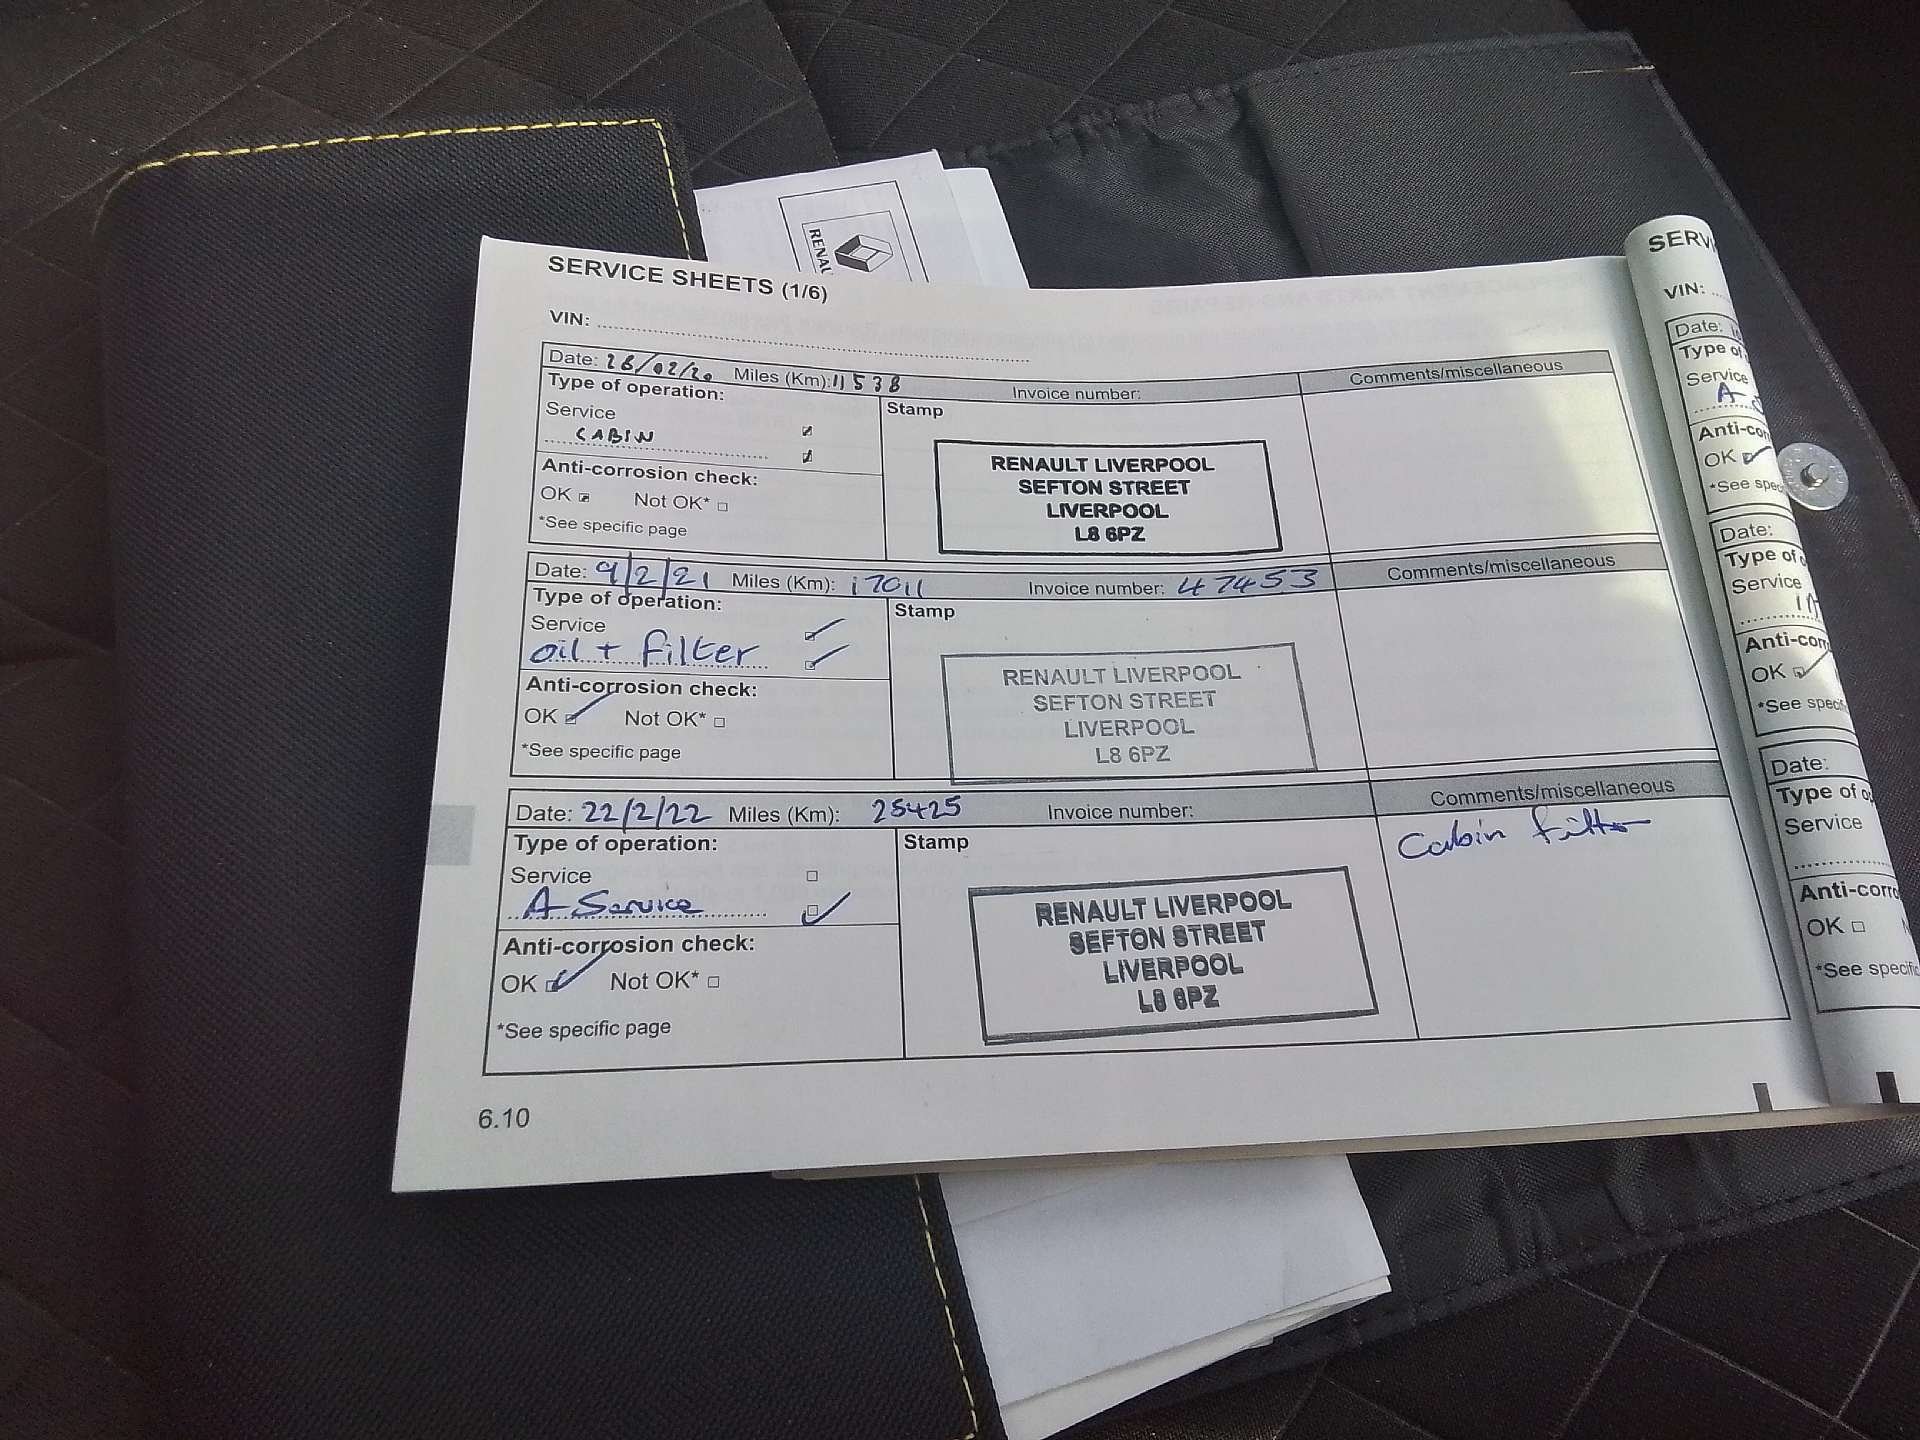 RENAU
SERVICE SHEETS (1/6)
VIN:
Date: 26/02/20 Miles (Km): 11538 Invoice number: Comments/miscellaneous
Type of operation: Stamp
Service
CABIN
Anti-corrosion check:
OK Not OK*
*See specific page
RENAULT LIVERPOOL
SEFTON STREET
LIVERPOOL
L8 6PZ
Date: 9/2/21 Miles (Km): 17011 Invoice number: 47453 Comments/miscellaneous
Type of operation: Stamp
Service
oil + filter
Anti-corrosion check:
OK Not OK*
*See specific page
RENAULT LIVERPOOL
SEFTON STREET
LIVERPOOL
L8 6PZ
Date: 22/2/22 Miles (Km): 25425 Invoice number: Comments/miscellaneous
Type of operation: Stamp Cabin filter
Service
A Service
Anti-corrosion check:
OK Not OK*
*See specific page
RENAULT LIVERPOOL
SEFTON STREET
LIVERPOOL
L8 6PZ
6.10
SERV
VIN:
Date:
Type of
Service
A
Anti-cor
OK
*See spec
Date:
Type of
Service
Anti-corr
OK
*See specif
Date:
Type of o
Service
Anti-corro
OK
*See specific